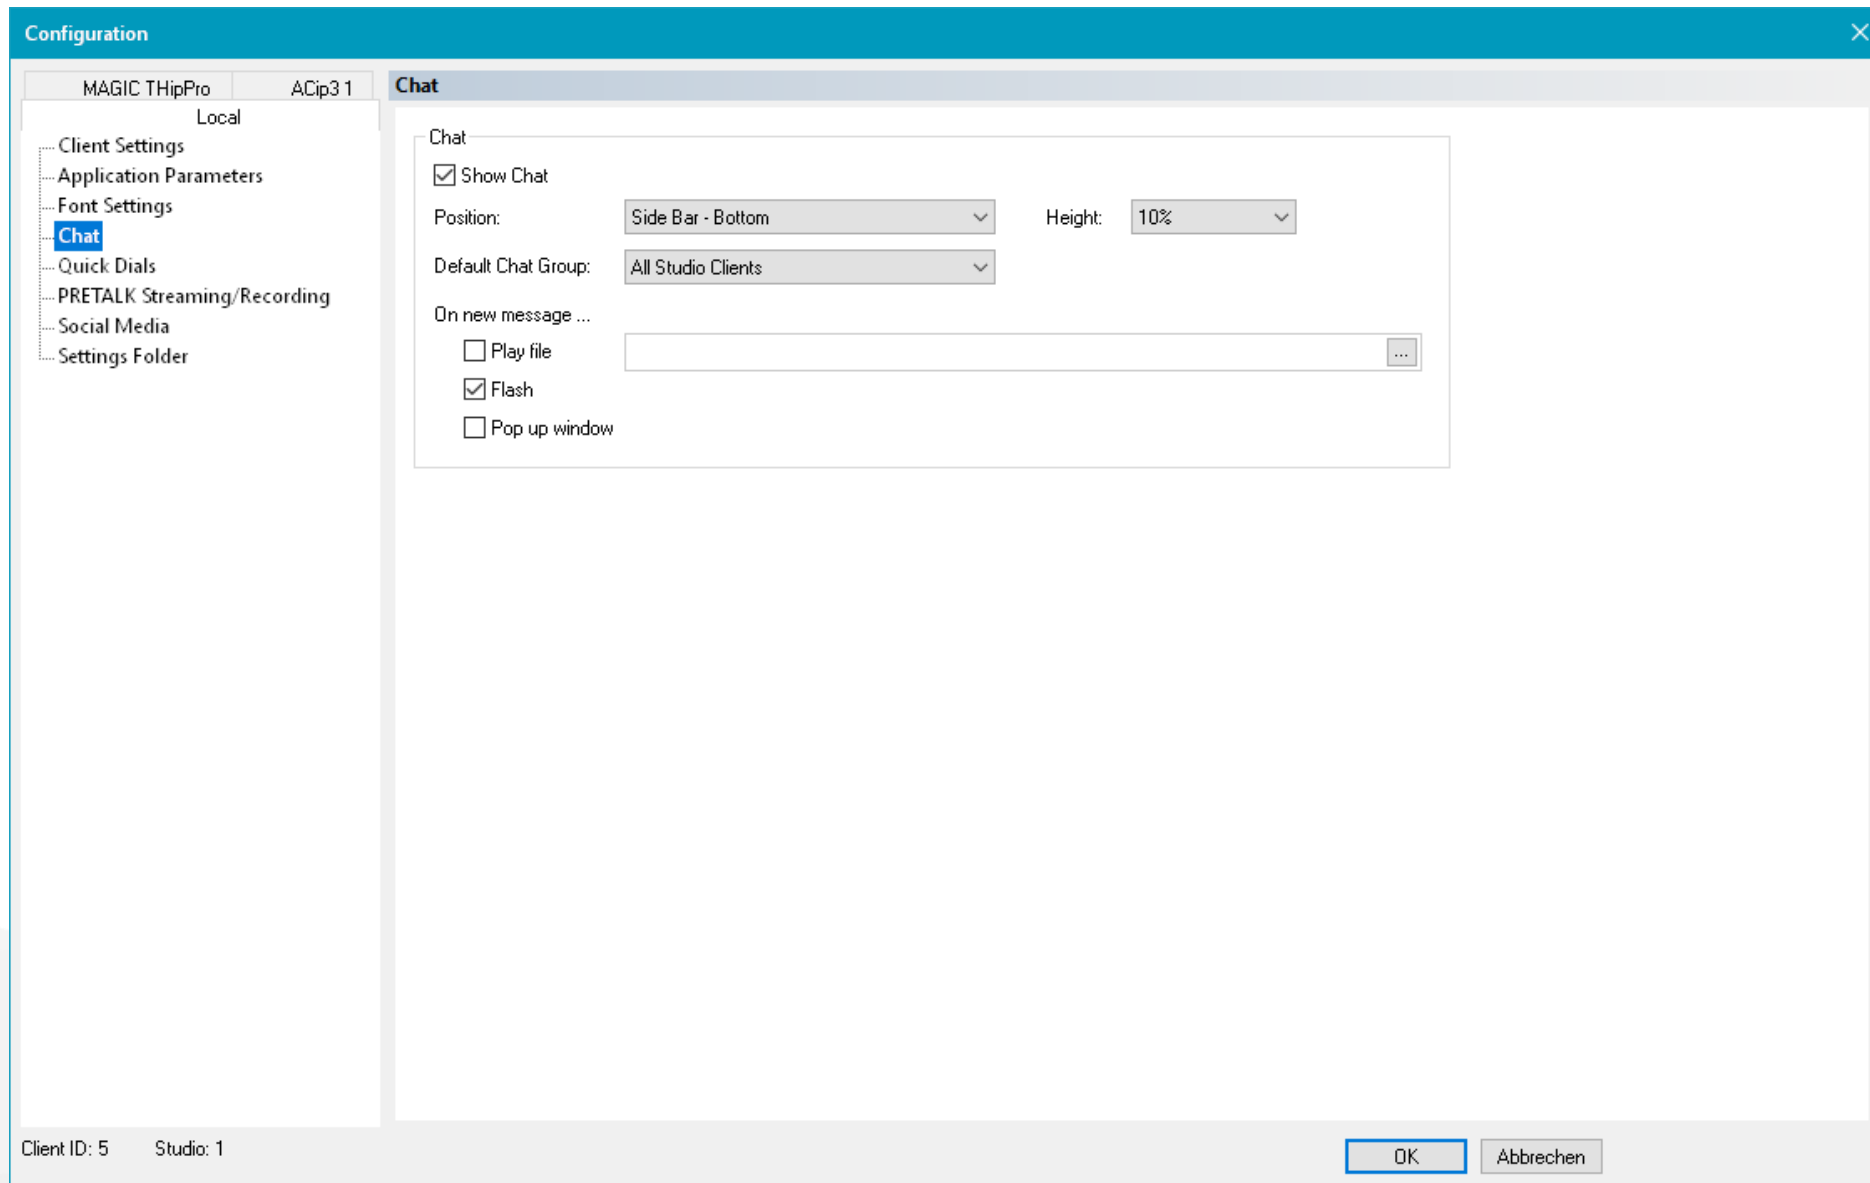 Configuration
MAGIC THipPro ACip3 1
Local
Client Settings
Application Parameters
Font Settings
Chat
Quick Dials
PRETALK Streaming/Recording
Social Media
Settings Folder
Chat
Chat
Show Chat
Position: Side Bar - Bottom Height: 10%
Default Chat Group: All Studio Clients
On new message ...
Play file ...
Flash
Pop up window
Client ID: 5 Studio: 1
OK Abbrechen